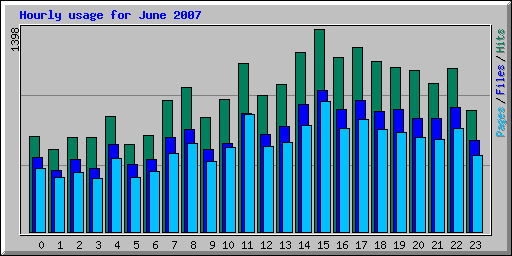 Hourly usage for June 2007
1398
Pages / Files / Hits
0 1 2 3 4 5 6 7 8 9 10 11 12 13 14 15 16 17 18 19 20 21 22 23